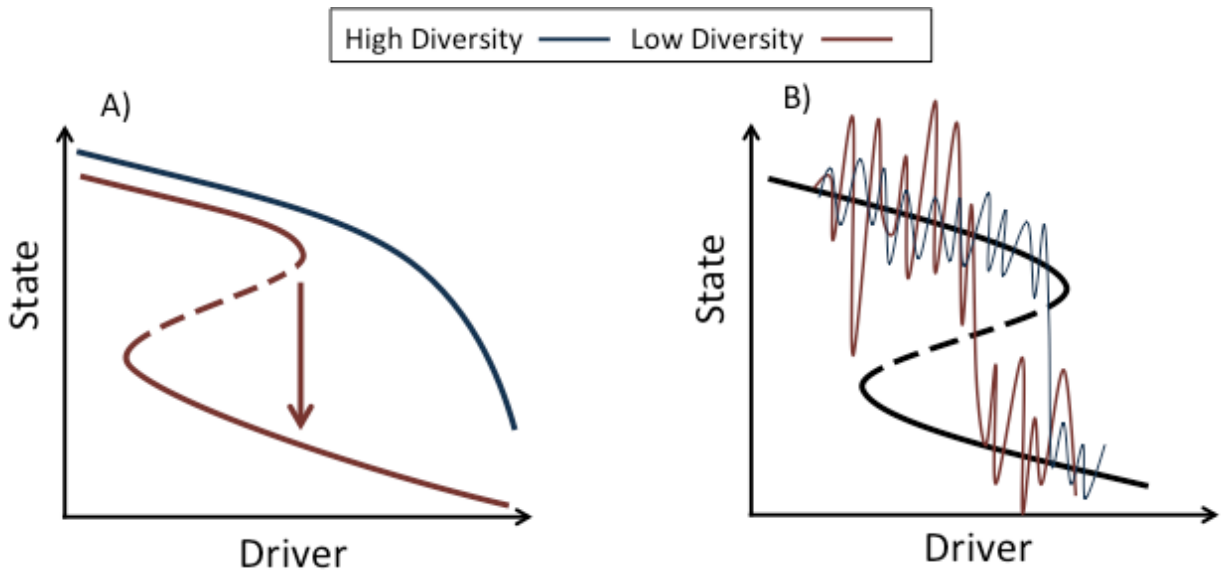 High Diversity Low Diversity
A)
B)
State
State
Driver
Driver